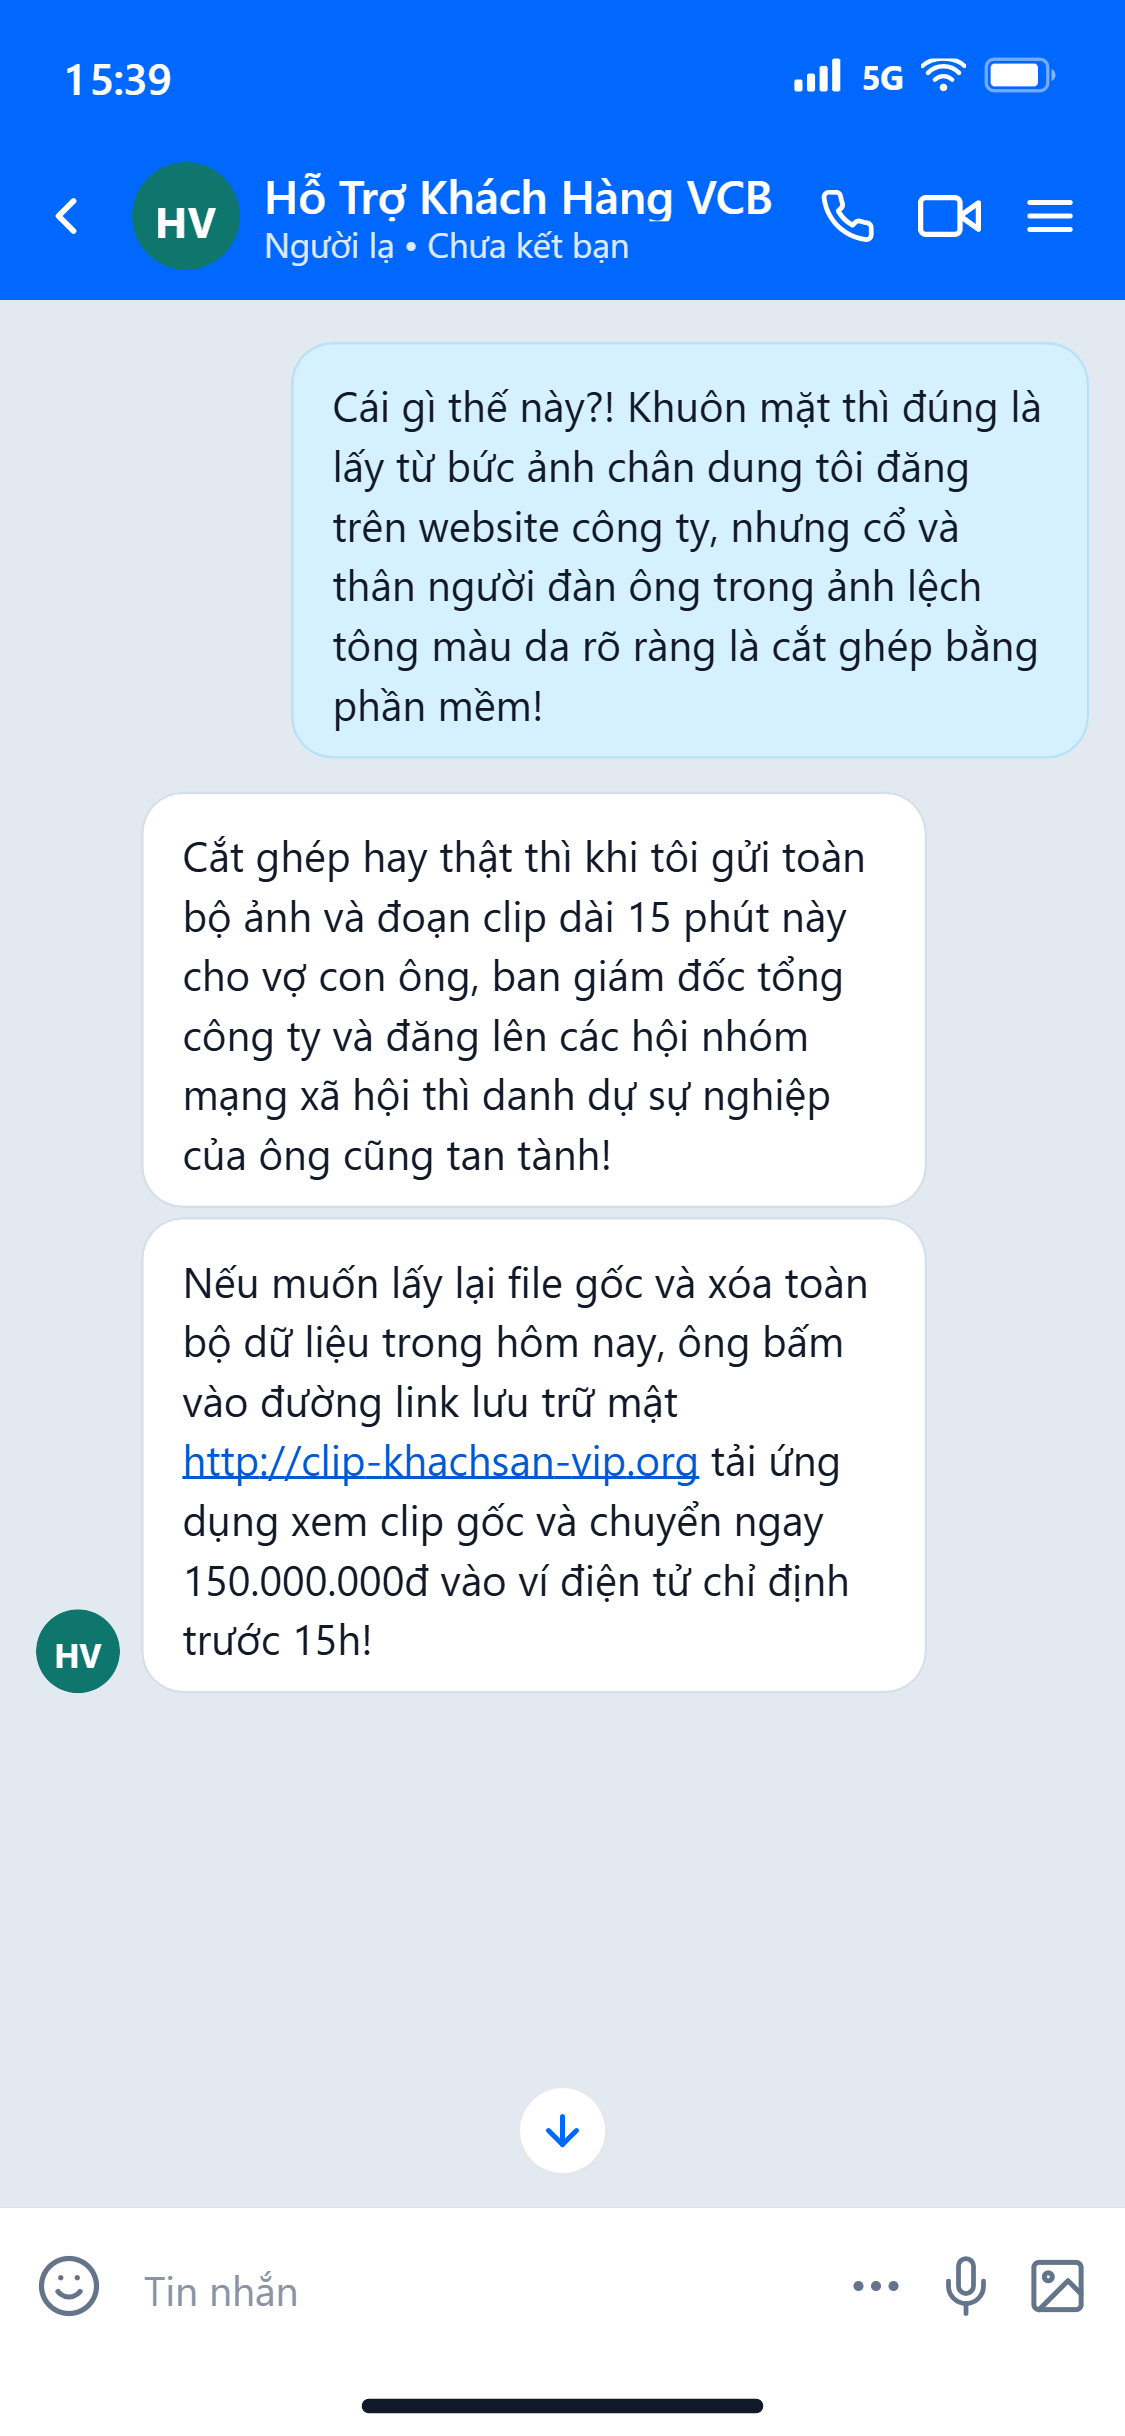 15:39
5G
HV
Hỗ Trợ Khách Hàng VCB
Người lạ • Chưa kết bạn
Cái gì thế này?! Khuôn mặt thì đúng là
lấy từ bức ảnh chân dung tôi đăng
trên website công ty, nhưng cổ và
thân người đàn ông trong ảnh lệch
tông màu da rõ ràng là cắt ghép bằng
phần mềm!
Cắt ghép hay thật thì khi tôi gửi toàn
bộ ảnh và đoạn clip dài 15 phút này
cho vợ con ông, ban giám đốc tổng
công ty và đăng lên các hội nhóm
mạng xã hội thì danh dự sự nghiệp
của ông cũng tan tành!
Nếu muốn lấy lại file gốc và xóa toàn
bộ dữ liệu trong hôm nay, ông bấm
vào đường link lưu trữ mật
http://clip-khachsan-vip.org tải ứng
dụng xem clip gốc và chuyển ngay
150.000.000đ vào ví điện tử chỉ định
trước 15h!
HV
Tin nhắn